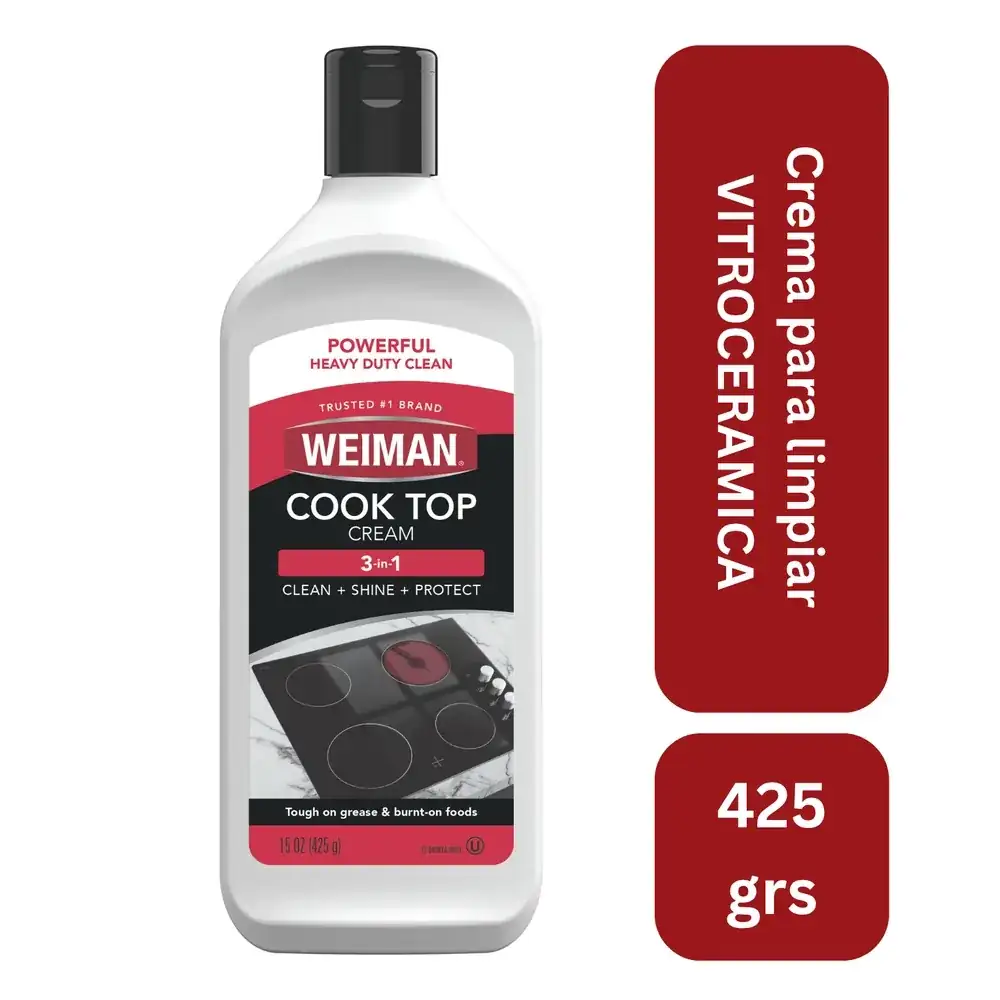 POWERFUL
HEAVY DUTY CLEAN
TRUSTED #1 BRAND
WEIMAN®
COOK TOP
CREAM
3-in-1
CLEAN + SHINE + PROTECT
Tough on grease & burnt-on foods
15 OZ (425 g)
U
Crema para limpiar
VITROCERAMICA
425
grs